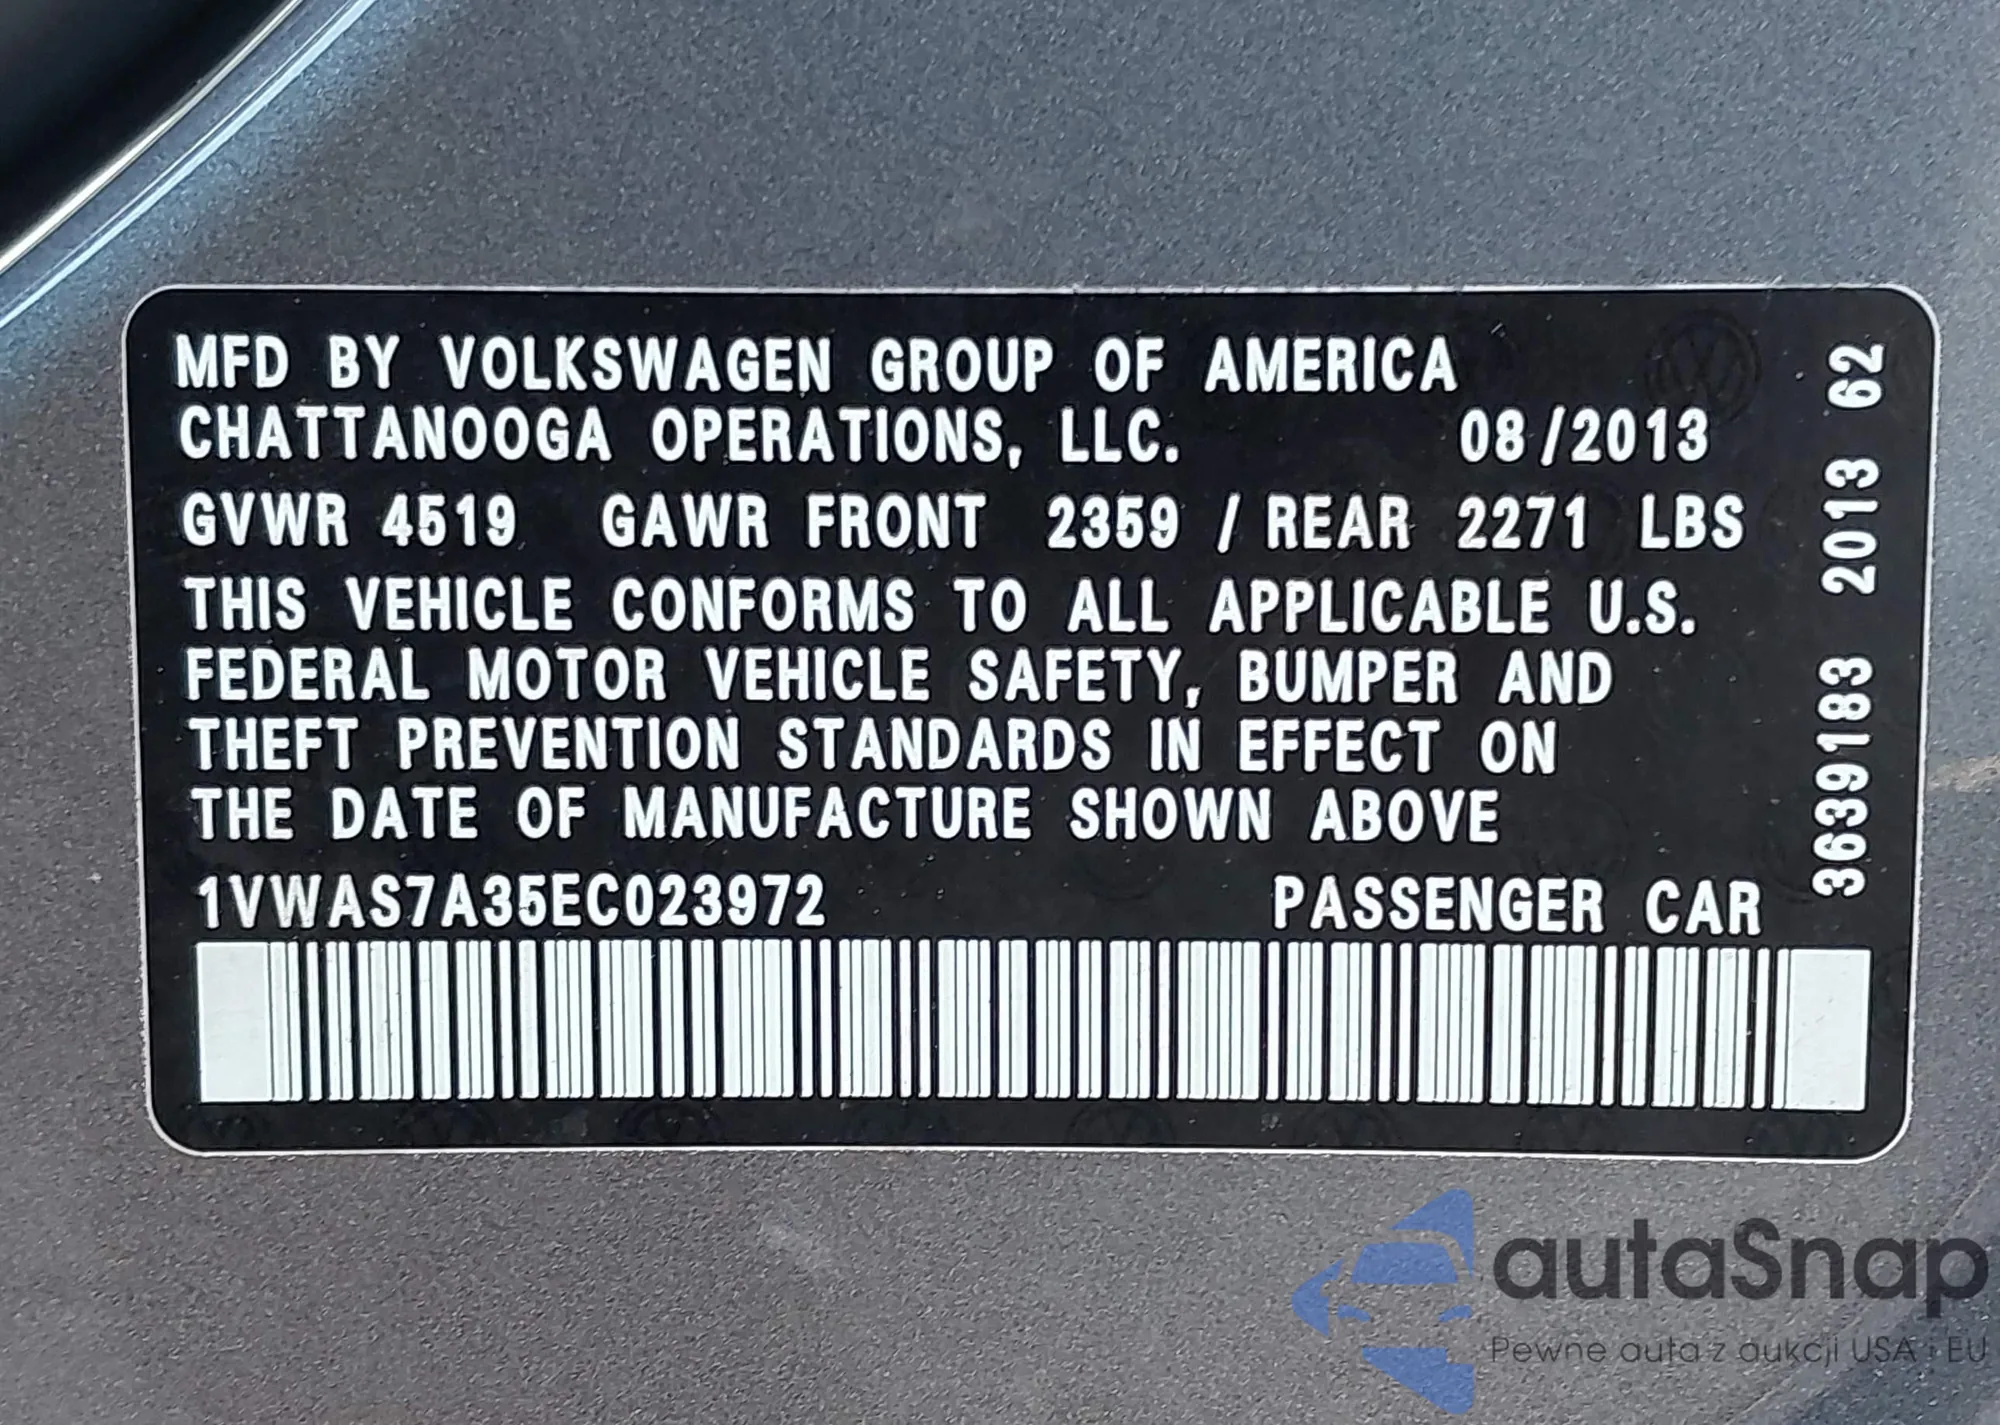 MFD BY VOLKSWAGEN GROUP OF AMERICA
CHATTANOOGA OPERATIONS, LLC. 08/2013
GVWR 4519 GAWR FRONT 2359 / REAR 2271 LBS
THIS VEHICLE CONFORMS TO ALL APPLICABLE U.S.
FEDERAL MOTOR VEHICLE SAFETY, BUMPER AND
THEFT PREVENTION STANDARDS IN EFFECT ON
THE DATE OF MANUFACTURE SHOWN ABOVE
1VWAS7A35EC023972 PASSENGER CAR
3639183 2013 62
autaSnap
Pewne auta z aukcji USA i EU